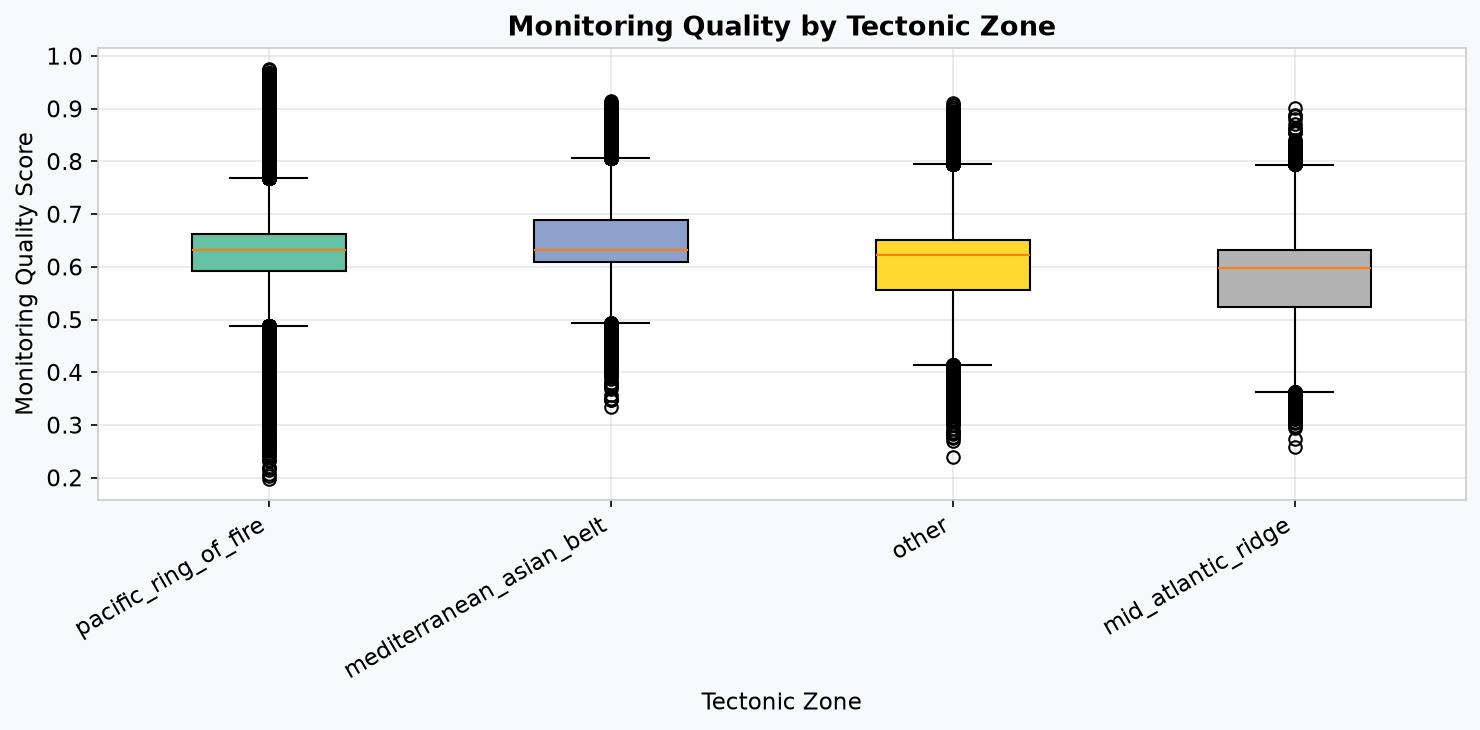 Monitoring Quality by Tectonic Zone
Monitoring Quality Score
1.0
0.9
0.8
0.7
0.6
0.5
0.4
0.3
0.2
pacific_ring_of_fire
mediterranean_asian_belt
other
mid_atlantic_ridge
Tectonic Zone